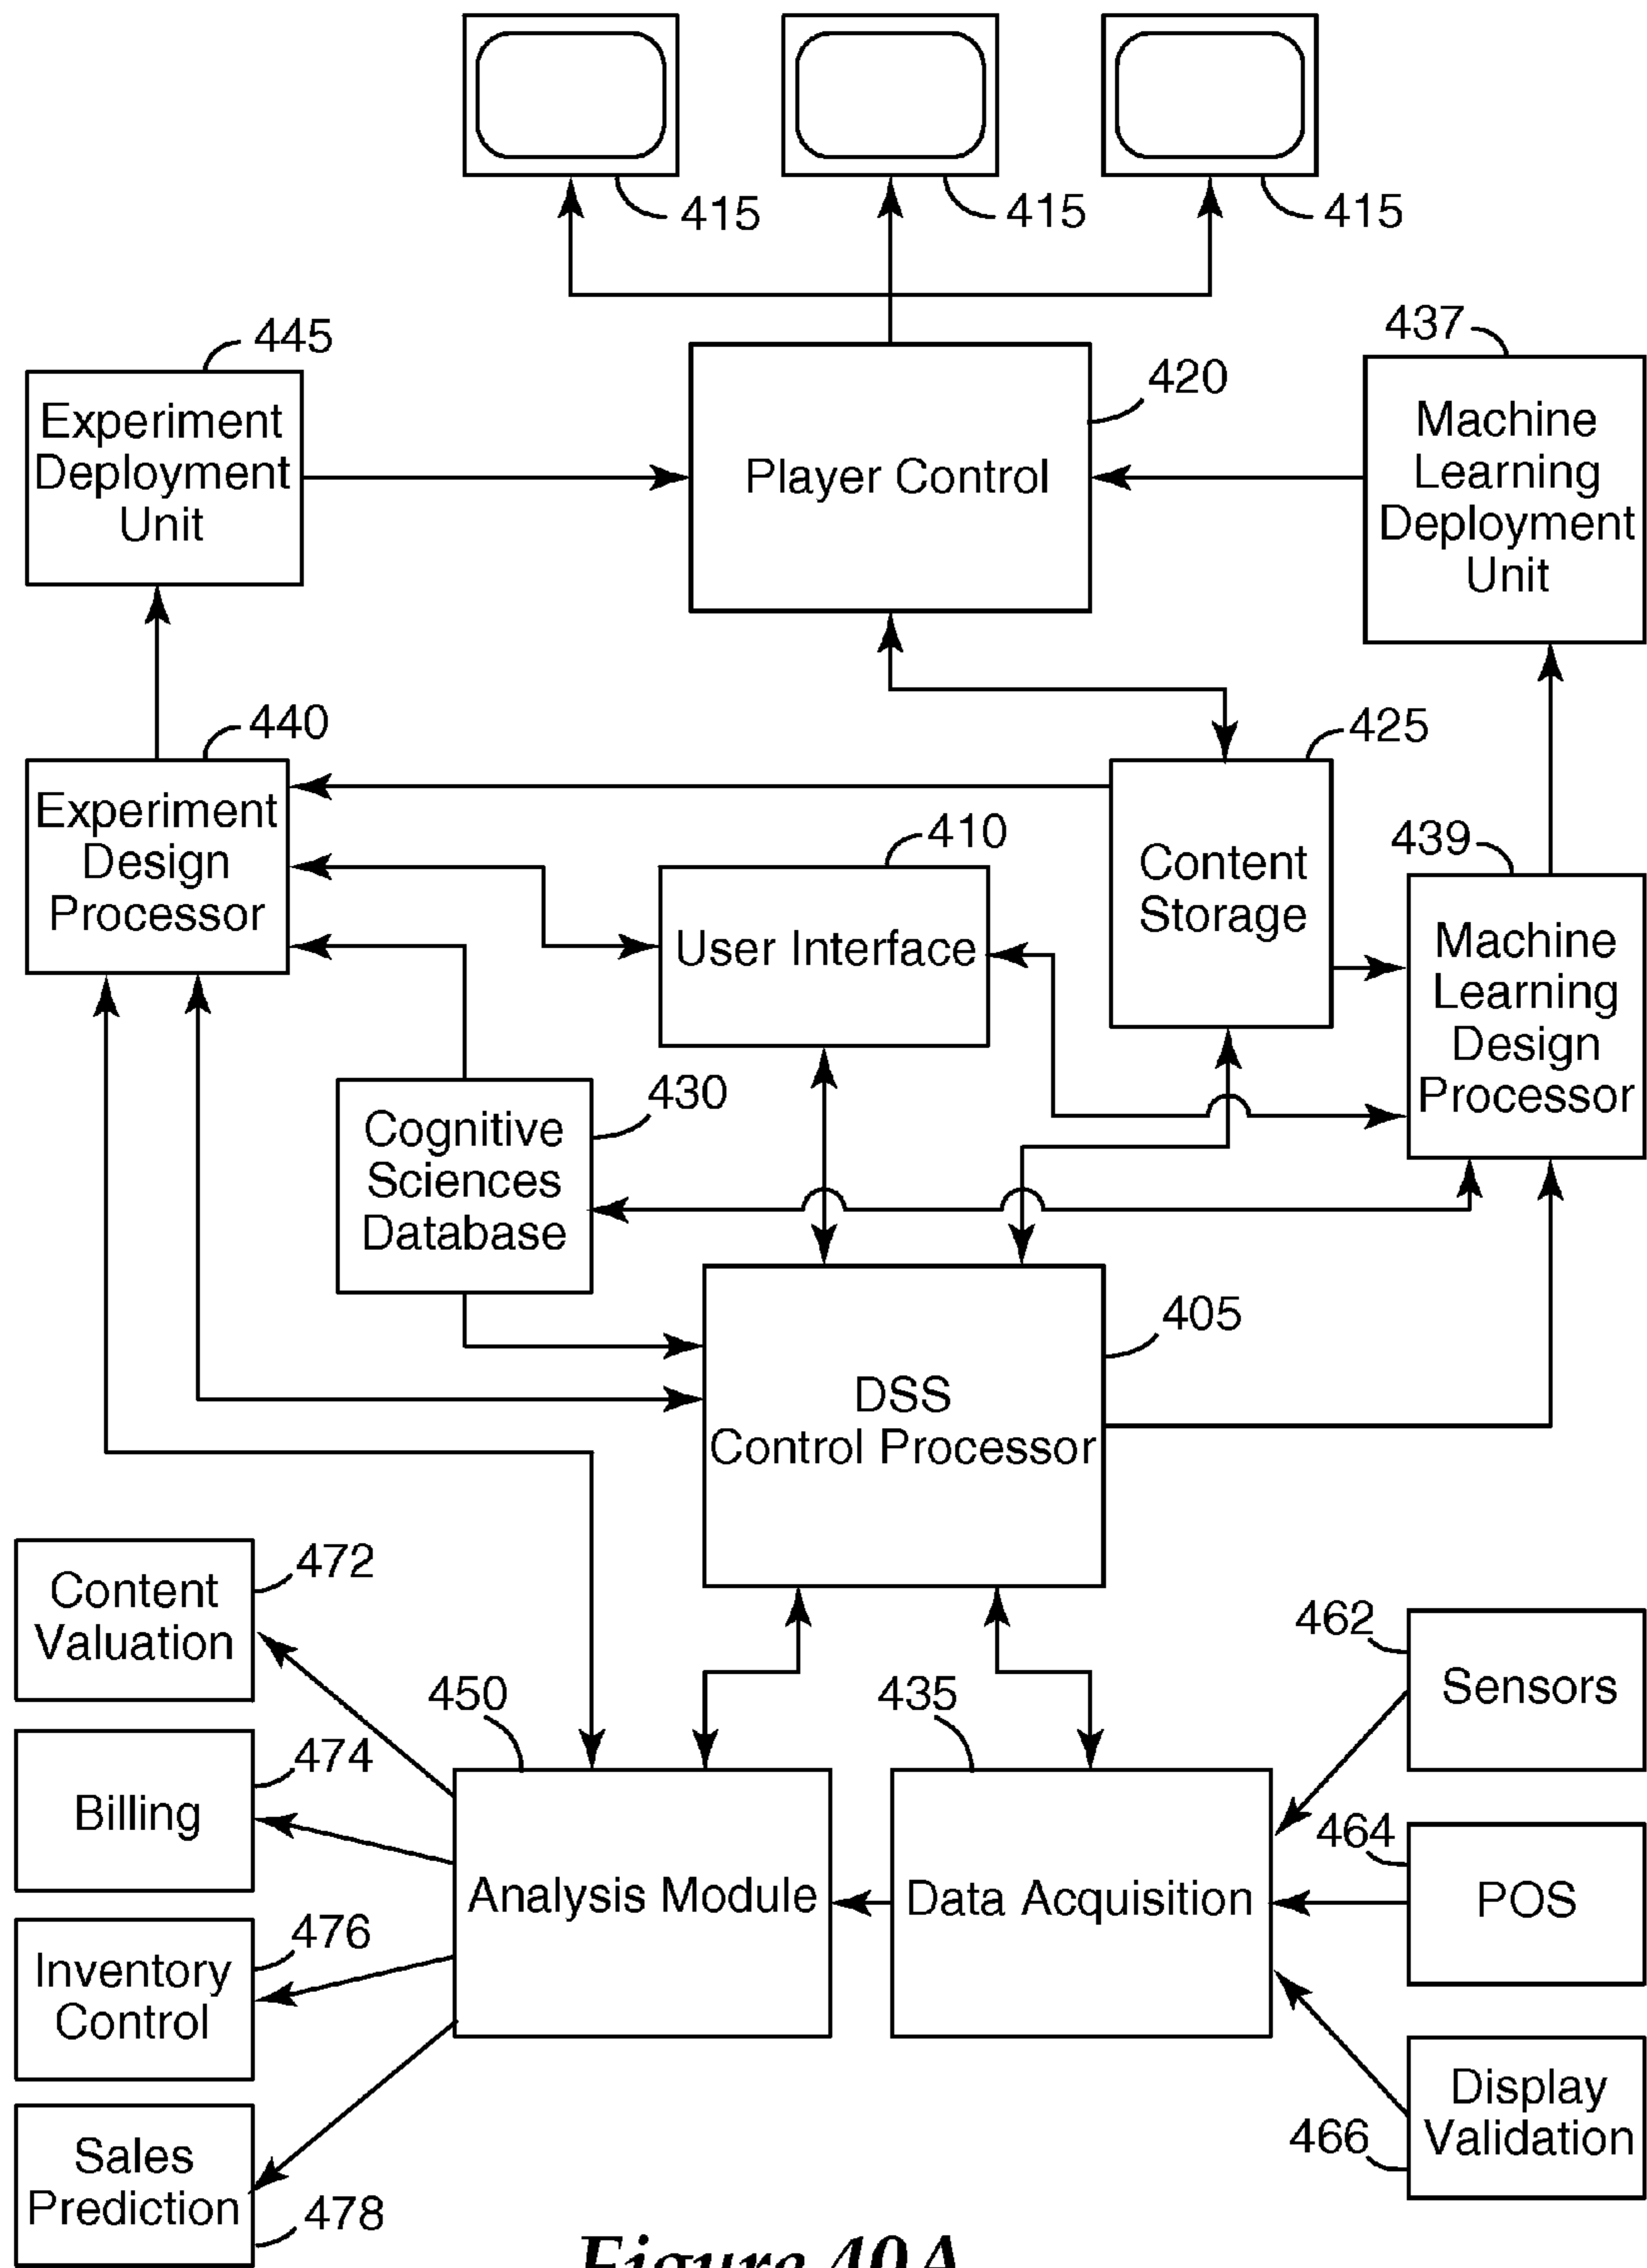 415
415
415
445
437
420
Experiment
Deployment
Unit
Player Control
Machine
Learning
Deployment
Unit
440
425
410
439
Experiment
Design
Processor
User Interface
Content
Storage
Machine
Learning
Design
Processor
430
Cognitive
Sciences
Database
405
DSS
Control Processor
472
Content
Valuation
462
Sensors
450
435
474
Billing
464
POS
Analysis Module
Data Acquisition
476
Inventory
Control
Display
Validation
466
Sales
Prediction
478
Figure 40A